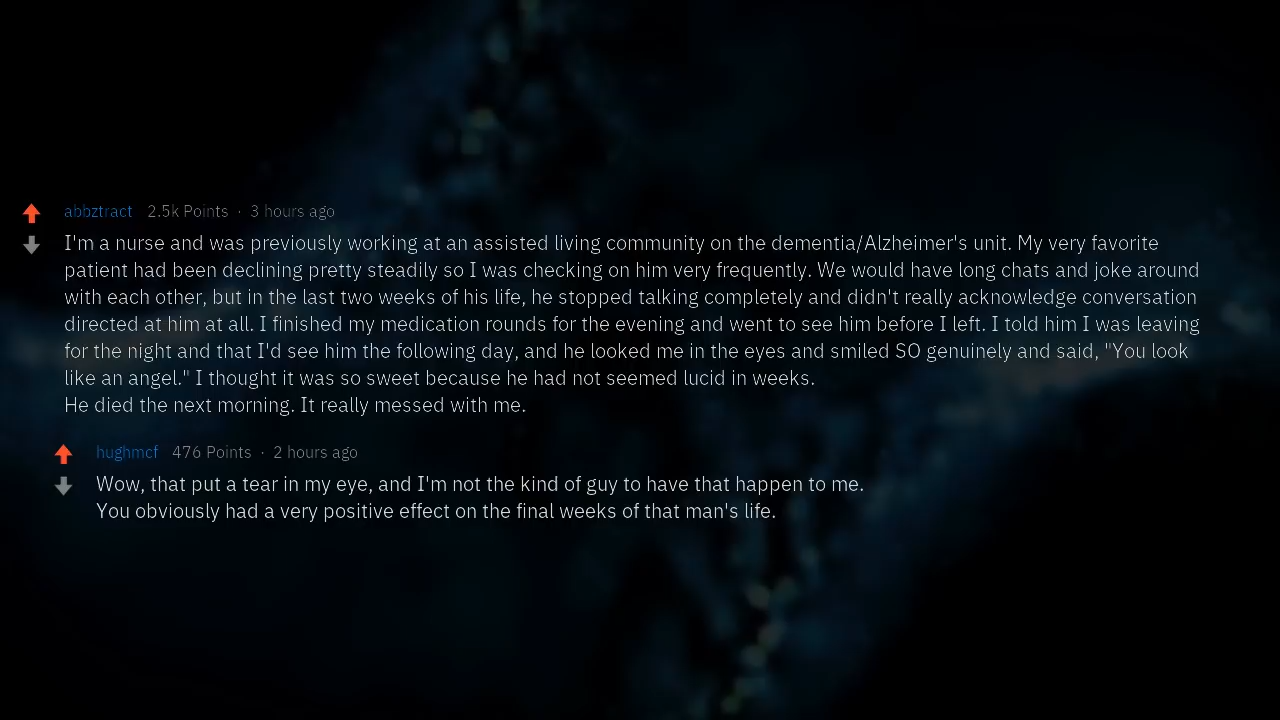 abbztract 2.5k Points · 3 hours ago
I'm a nurse and was previously working at an assisted living community on the dementia/Alzheimer's unit. My very favorite
patient had been declining pretty steadily so I was checking on him very frequently. We would have long chats and joke around
with each other, but in the last two weeks of his life, he stopped talking completely and didn't really acknowledge conversation
directed at him at all. I finished my medication rounds for the evening and went to see him before I left. I told him I was leaving
for the night and that I'd see him the following day, and he looked me in the eyes and smiled SO genuinely and said, "You look
like an angel." I thought it was so sweet because he had not seemed lucid in weeks.
He died the next morning. It really messed with me.
hughmcf 476 Points · 2 hours ago
Wow, that put a tear in my eye, and I'm not the kind of guy to have that happen to me.
You obviously had a very positive effect on the final weeks of that man's life.